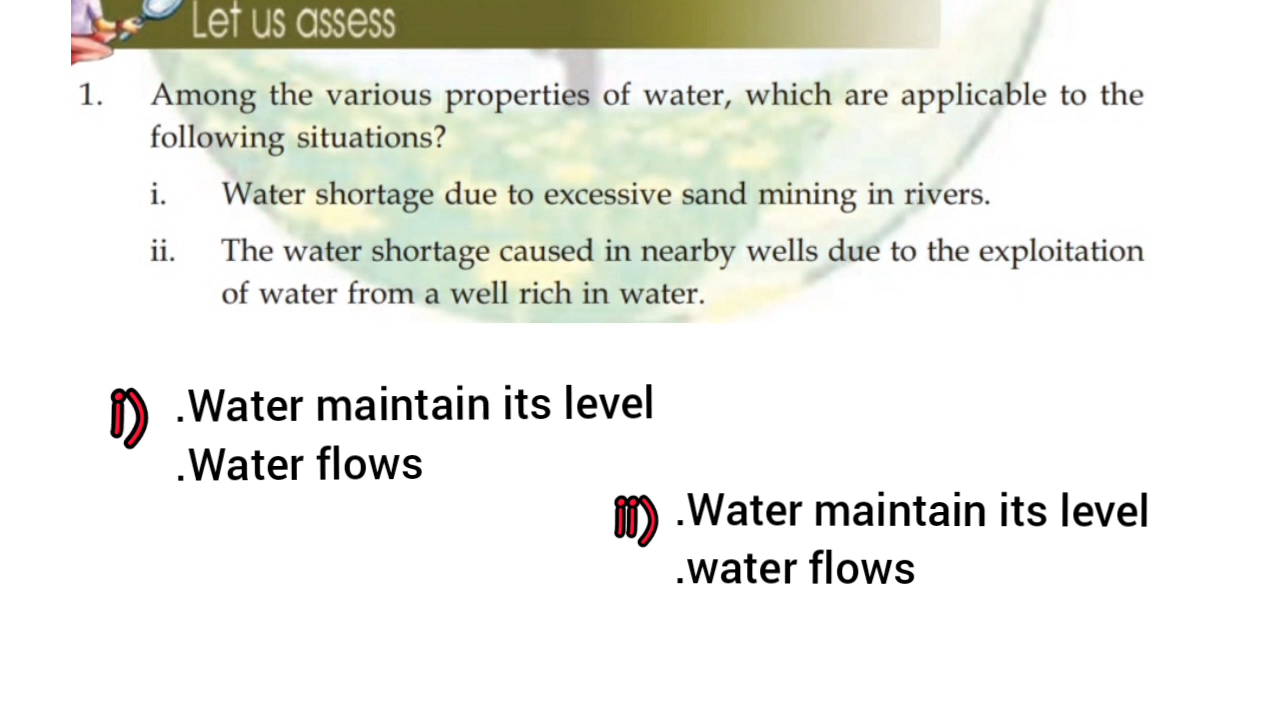 Let us assess
1. Among the various properties of water, which are applicable to the
following situations?
i. Water shortage due to excessive sand mining in rivers.
ii. The water shortage caused in nearby wells due to the exploitation
of water from a well rich in water.
i) .Water maintain its level
.Water flows
ii) .Water maintain its level
.water flows